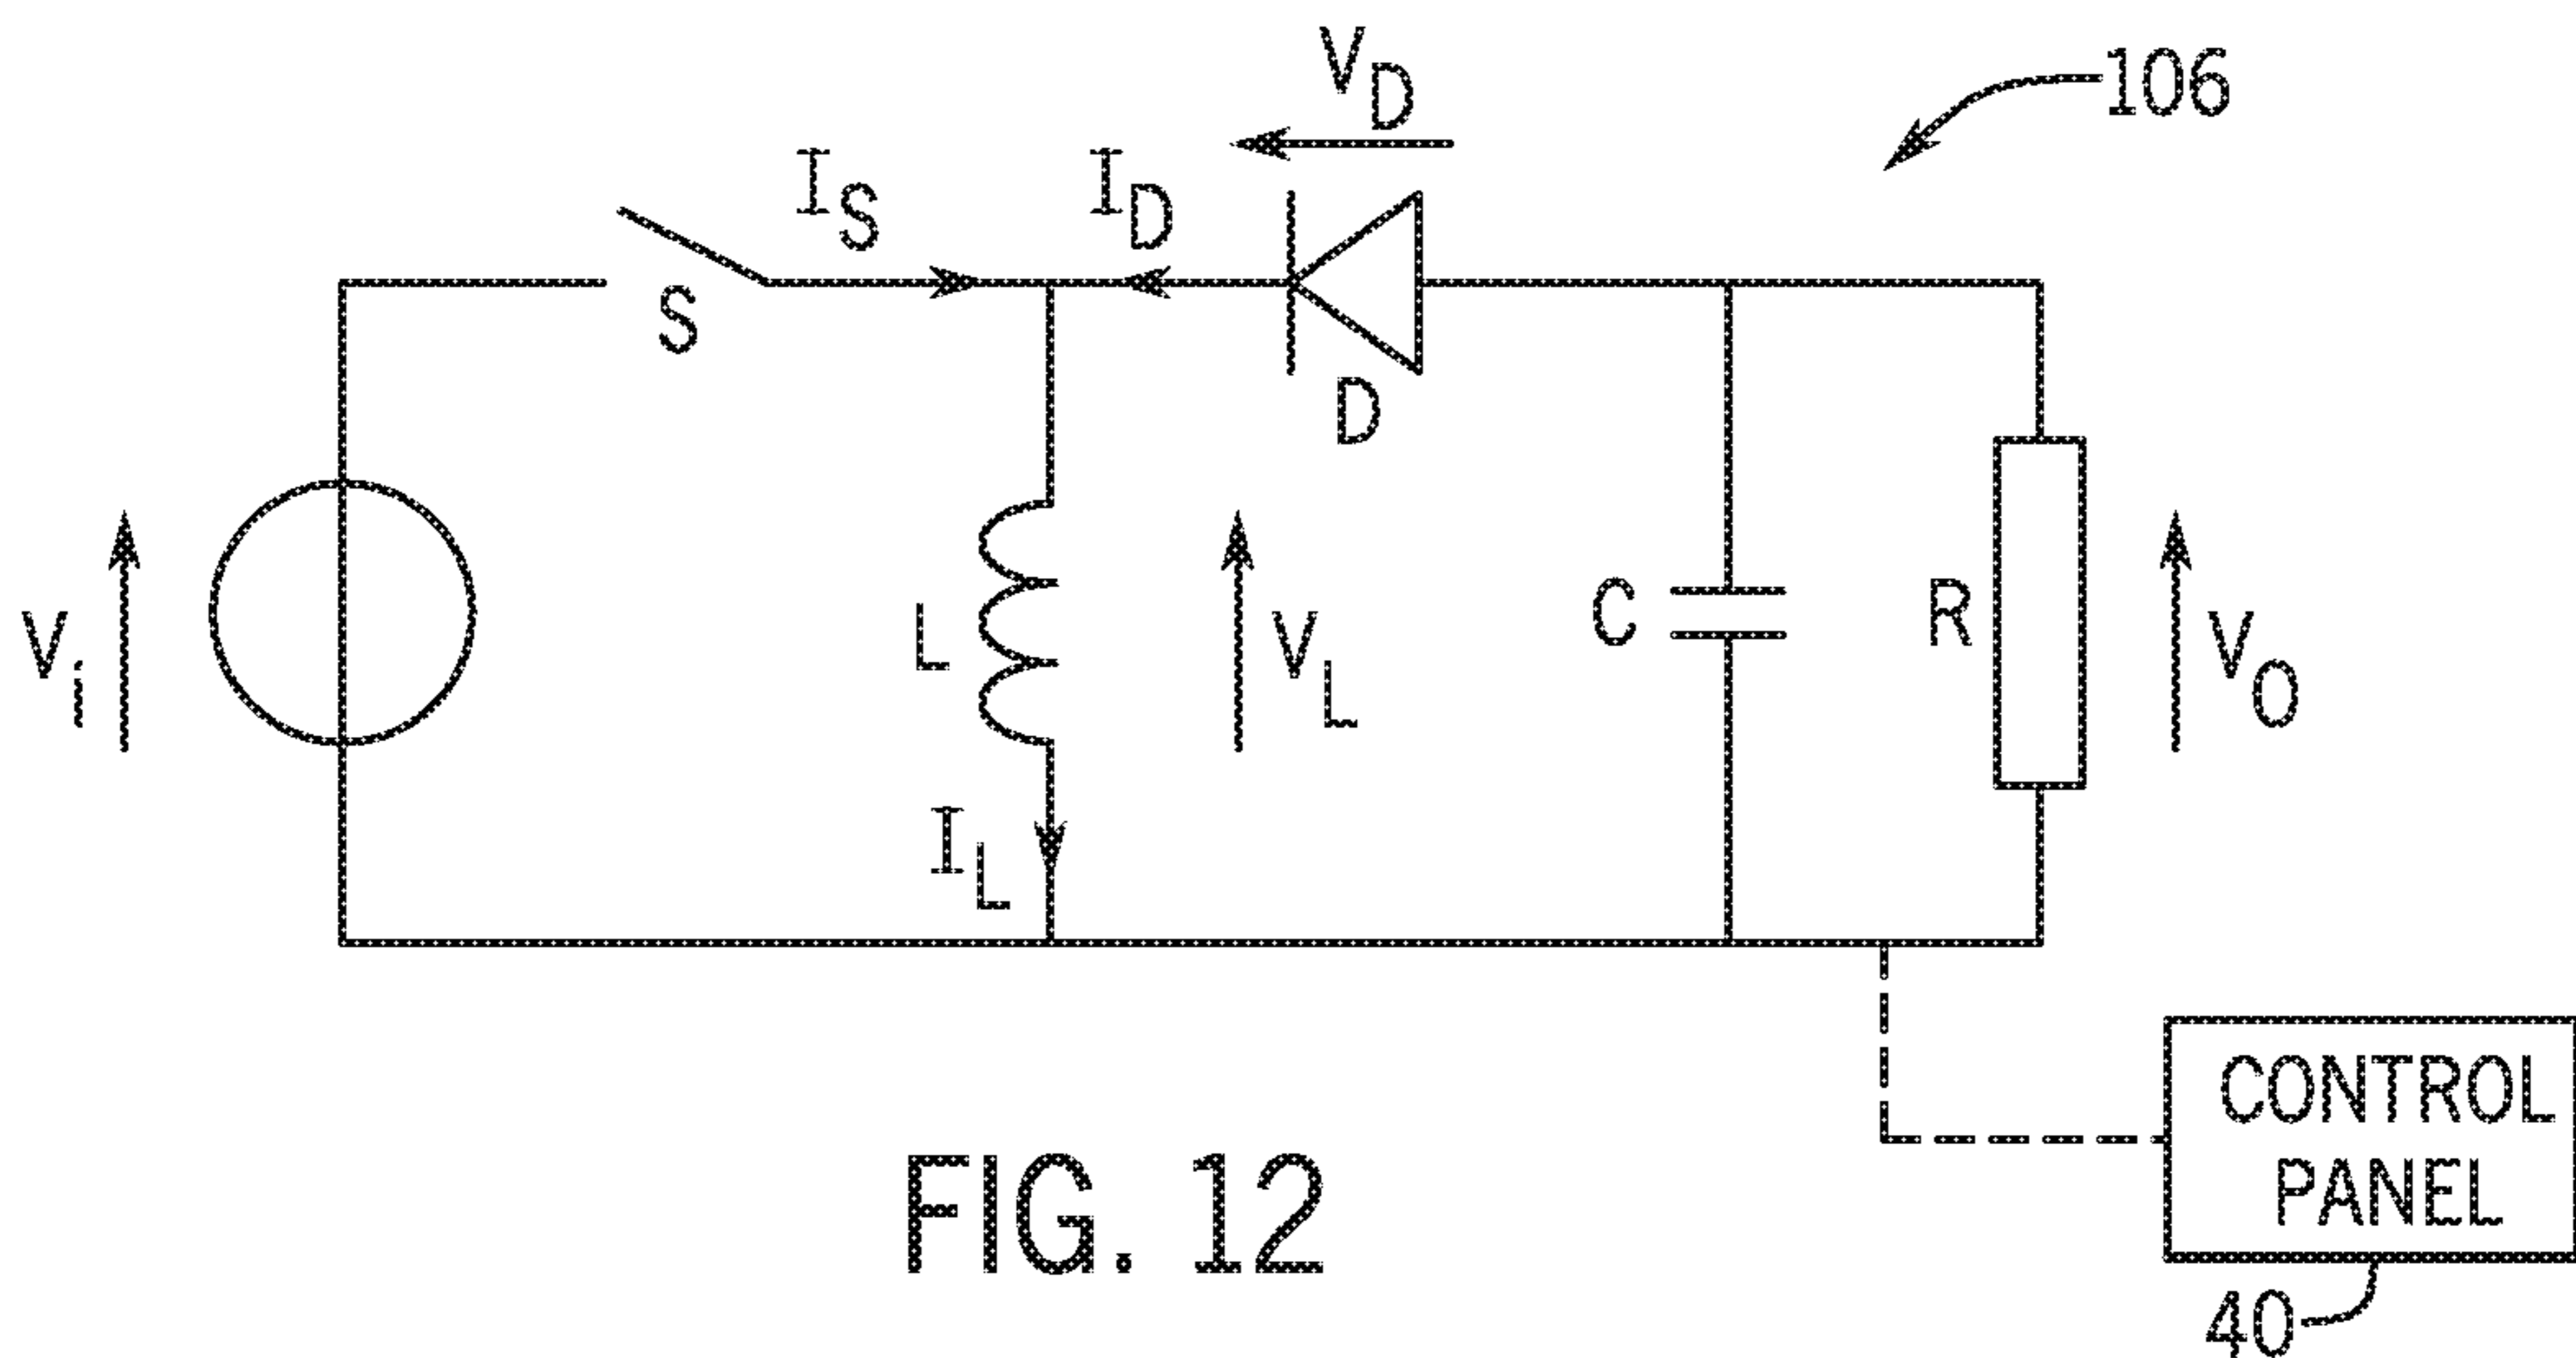 V_D
106
I_S
I_D
S
D
V_i
L
V_L
C
R
V_O
I_L
CONTROL
PANEL
FIG. 12
40